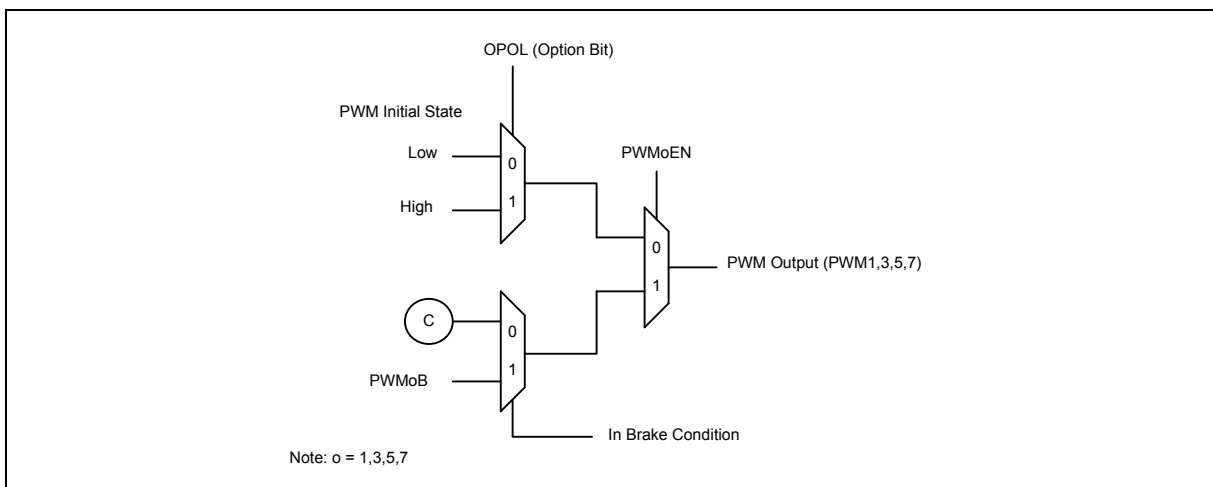 OPOL (Option Bit)
PWM Initial State
Low
0
High
1
PWMoEN
0
1
PWM Output (PWM1,3,5,7)
C
0
PWMoB
1
In Brake Condition
Note: o = 1,3,5,7